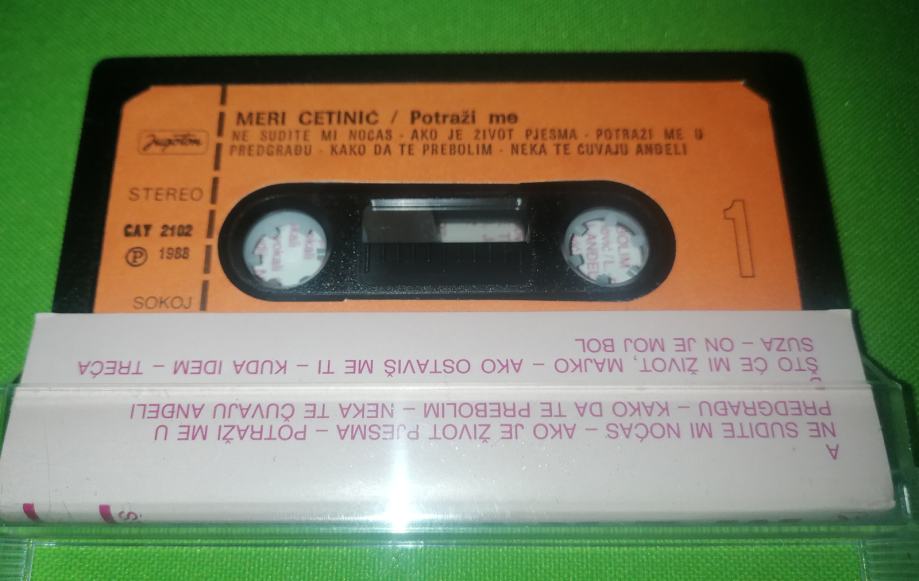 MERI CETINIĆ / Potraži me
NE SUDITE MI NOĆAS - AKO JE ŽIVOT PJESMA - POTRAŽI ME U
PREDGRAĐU - KAKO DA TE PREBOLIM - NEKA TE ČUVAJU ANĐELI
Jugoton
STEREO
CAY 2102
Ⓟ 1988
SOKOJ
1
A
NE SUDITE MI NOĆAS – AKO JE ŽIVOT PJESMA – POTRAŽI ME U
PREDGRAĐU – KAKO DA TE PREBOLIM – NEKA TE ČUVAJU ANĐELI
ŠTO ĆE MI ŽIVOT, MAJKO – AKO OSTAVIŠ ME TI – KUDA IDEM – TREĆA
SUZA – ON JE MOJ BOL